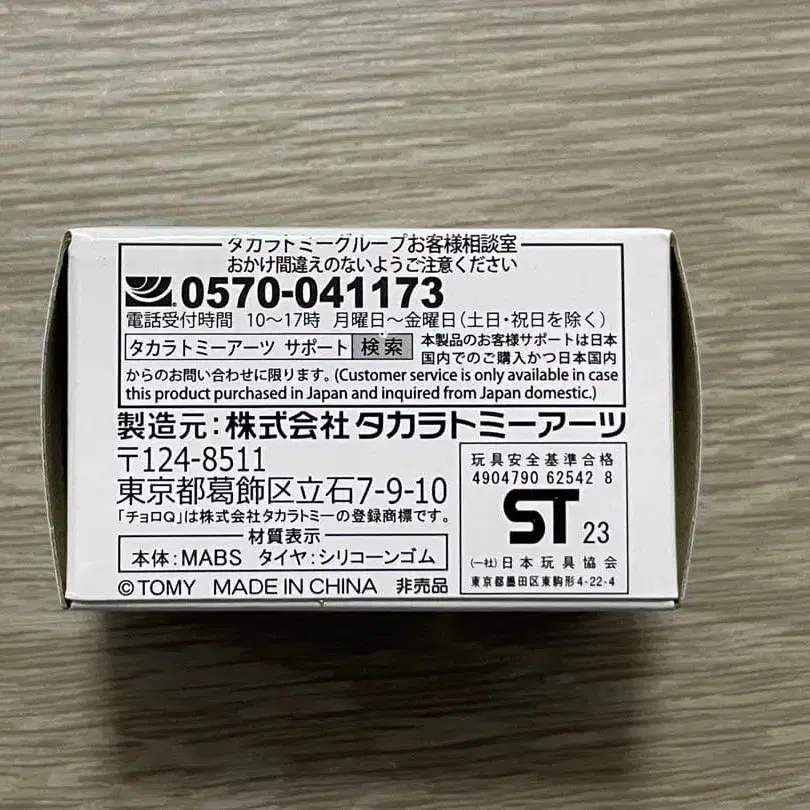 タカラトミーグループお客様相談室
おかけ間違えのないようご注意ください
0570-041173
電話受付時間 10～17時 月曜日～金曜日(土日・祝日を除く)
タカラトミーアーツ サポート 検索
本製品のお客様サポートは日本
国内でのご購入かつ日本国内
からのお問い合わせに限ります。(Customer service is only available in case
this product purchased in Japan and inquired from Japan domestic.)
製造元:株式会社タカラトミーアーツ
〒124-8511
東京都葛飾区立石7-9-10
「チョロQ」は株式会社タカラトミーの登録商標です。
材質表示
本体:MABS タイヤ:シリコーンゴム
©TOMY MADE IN CHINA 非売品
玩具安全基準合格
4904790 62542 8
ST 23
(一社)日本玩具協会
東京都墨田区東駒形4-22-4